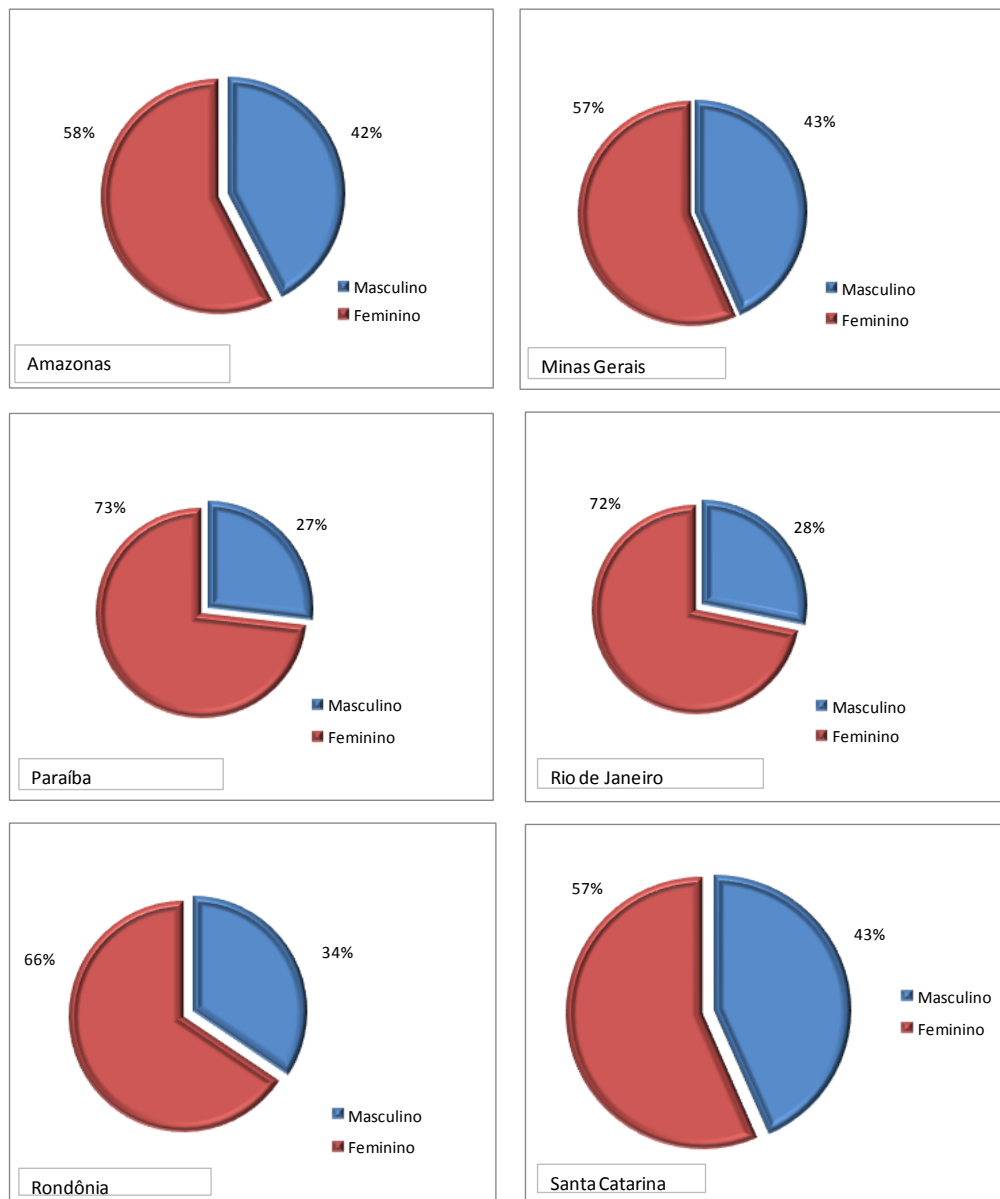 58%
42%
Masculino
Feminino
Amazonas
57%
43%
Masculino
Feminino
Minas Gerais
73%
27%
Masculino
Feminino
Paraíba
72%
28%
Masculino
Feminino
Rio de Janeiro
66%
34%
Masculino
Feminino
Rondônia
57%
43%
Masculino
Feminino
Santa Catarina